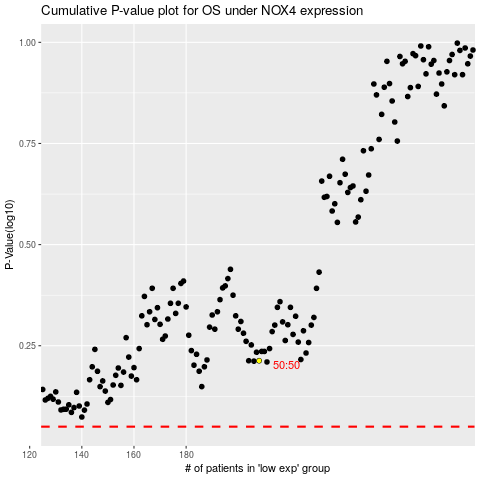 Cumulative P-value plot for OS under NOX4 expression
P-Value(log10)
1.00
0.75
0.50
0.25
50:50
120 140 160 180
# of patients in 'low exp' group